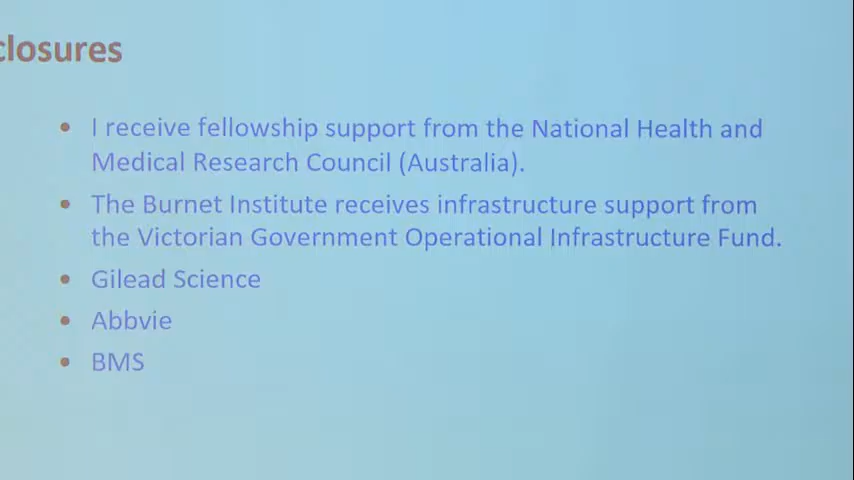 closures
• I receive fellowship support from the National Health and
Medical Research Council (Australia).
• The Burnet Institute receives infrastructure support from
the Victorian Government Operational Infrastructure Fund.
• Gilead Science
• Abbvie
• BMS